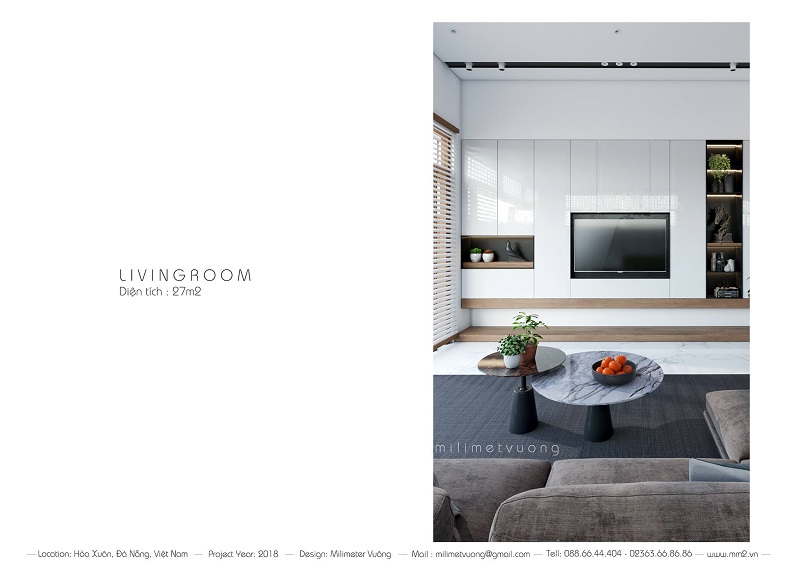 LIVINGROOM
Diện tích : 27m2
milimetvuong
— Location: Hòa Xuân, Đà Nẵng, Việt Nam — Project Year: 2018 — Design: Milimeter Vuông — Mail : milimetvuong@gmail.com — Tell: 088.66.44.404 - 02363.66.86.86 — www.mm2.vn —